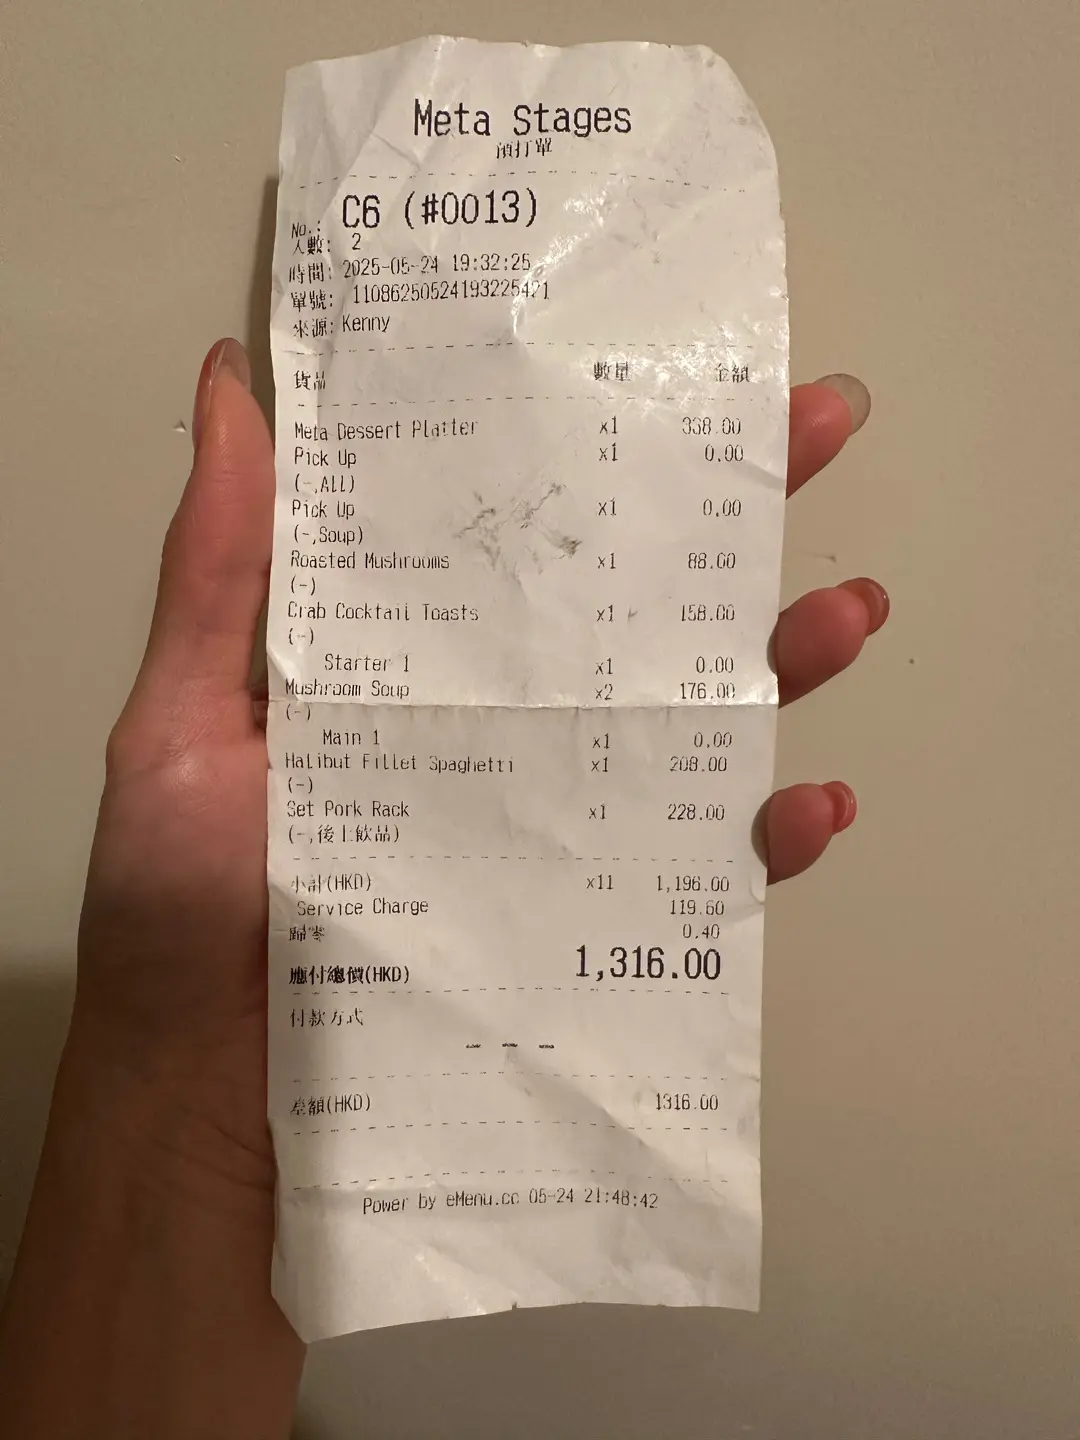 Meta Stages
預打單
No.: C6 (#0013)
人數: 2
時間: 2025-05-24 19:32:25
單號: 11086250524193225421
來源: Kenny
貨品 數量 金額
Meta Dessert Platter x1 338.00
Pick Up x1 0.00
(-,ALL)
Pick Up x1 0.00
(-,Soup)
Roasted Mushrooms x1 88.00
(-)
Crab Cocktail Toasts x1 158.00
(-)
Starter 1 x1 0.00
Mushroom Soup x2 176.00
(-)
Main 1 x1 0.00
Halibut Fillet Spaghetti x1 208.00
(-)
Set Pork Rack x1 228.00
(-,後上飲品)
小計(HKD) x11 1,196.00
Service Charge 119.60
歸零 0.40
應付總價(HKD) 1,316.00
付款方式
- - -
差額(HKD) 1316.00
Power by eMenu.cc 05-24 21:48:42